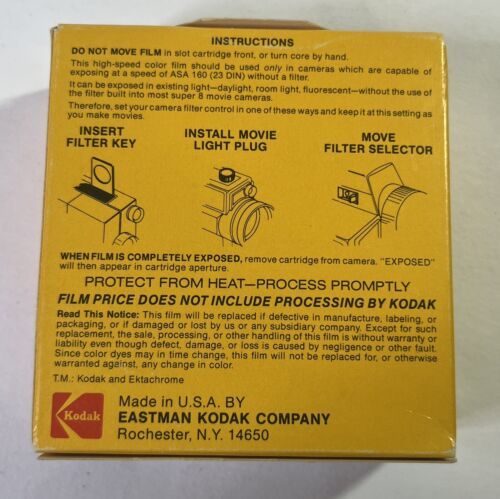 INSTRUCTIONS
DO NOT MOVE FILM in slot cartridge front, or turn core by hand.
This high-speed color film should be used only in cameras which are capable of
exposing at a speed of ASA 160 (23 DIN) without a filter.
It can be exposed in existing light—daylight, room light, fluorescent—without the use of
the filter built into most super 8 movie cameras.
Therefore, set your camera filter control in one of these ways and keep it at this setting as
you make movies.
INSERT
FILTER KEY
INSTALL MOVIE
LIGHT PLUG
MOVE
FILTER SELECTOR
WHEN FILM IS COMPLETELY EXPOSED, remove cartridge from camera. "EXPOSED"
will then appear in cartridge aperture.
PROTECT FROM HEAT—PROCESS PROMPTLY
FILM PRICE DOES NOT INCLUDE PROCESSING BY KODAK
Read This Notice: This film will be replaced if defective in manufacture, labeling, or
packaging, or if damaged or lost by us or any subsidiary company. Except for such
replacement, the sale, processing, or other handling of this film is without warranty or
liability even though defect, damage, or loss is caused by negligence or other fault.
Since color dyes may in time change, this film will not be replaced for, or otherwise
warranted against, any change in color.
T.M.: Kodak and Ektachrome
Kodak
Made in U.S.A. BY
EASTMAN KODAK COMPANY
Rochester, N.Y. 14650